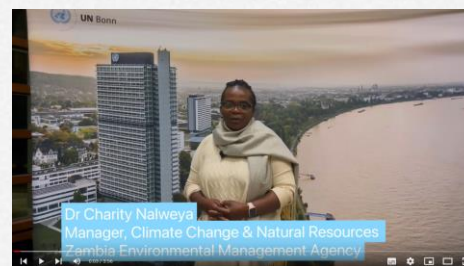 UN Bonn
Dr Charity Nalweya
Manager, Climate Change & Natural Resources
Zambia Environmental Management Agency